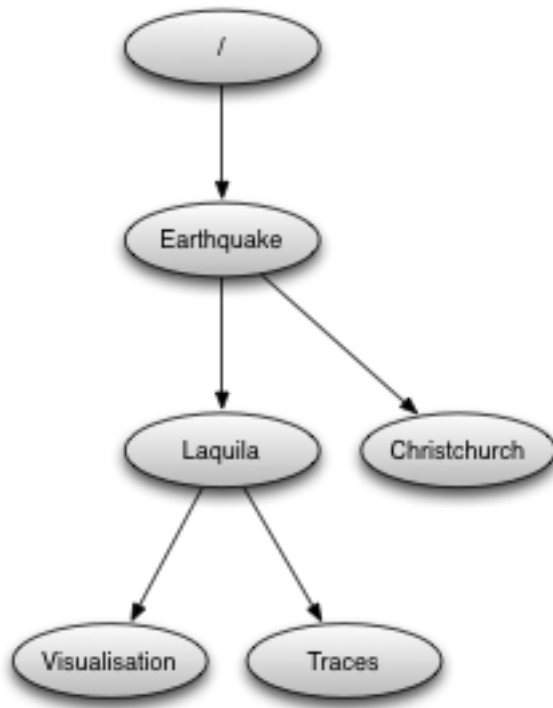 /
Earthquake
Laquila
Christchurch
Visualisation
Traces